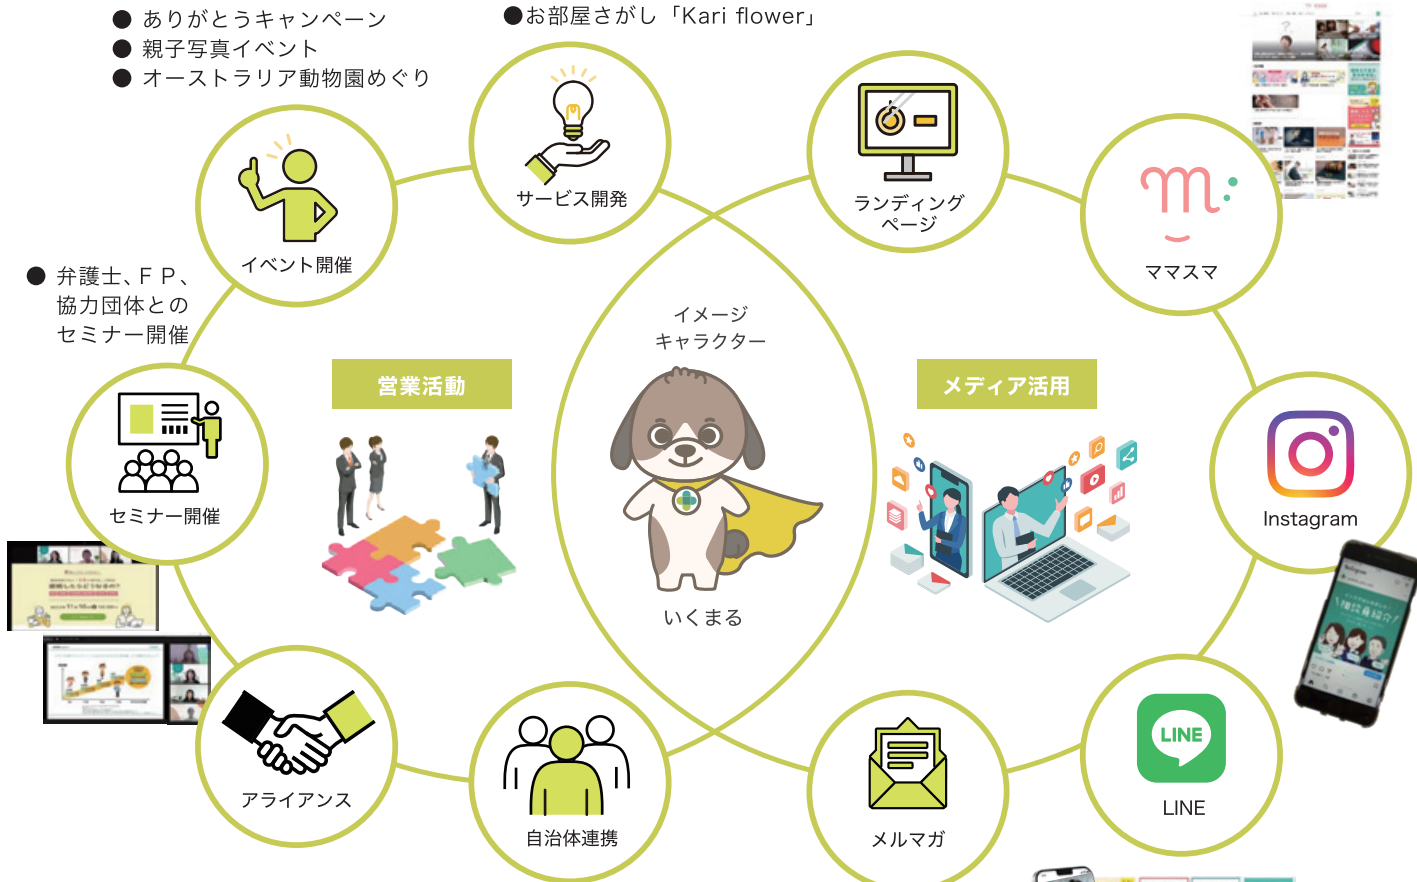 ● ありがとうキャンペーン
● 親子写真イベント
● オーストラリア動物園めぐり
●お部屋さがし「Kari flower」
サービス開発
ランディング
ページ
ママスマ
イベント開催
● 弁護士、ＦＰ、
協力団体との
セミナー開催
イメージ
キャラクター
営業活動
メディア活用
セミナー開催
Instagram
いくまる
アライアンス
自治体連携
メルマガ
LINE
LINE